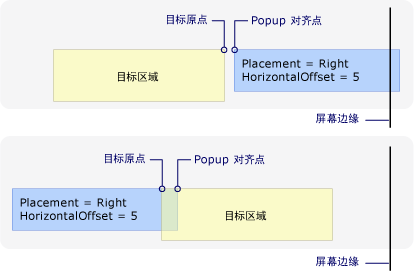 目标原点
Popup 对齐点
目标区域
Placement = Right
HorizontalOffset = 5
屏幕边缘
目标原点
Popup 对齐点
Placement = Right
HorizontalOffset = 5
目标区域
屏幕边缘